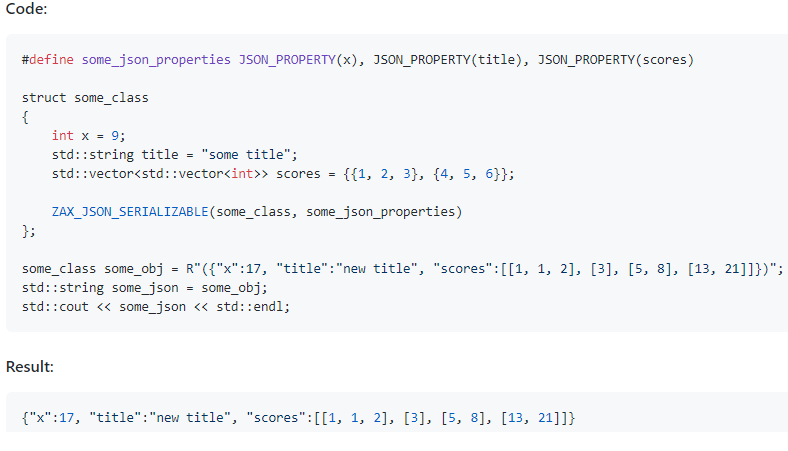 Code:
#define some_json_properties JSON_PROPERTY(x), JSON_PROPERTY(title), JSON_PROPERTY(scores)
struct some_class
{
    int x = 9;
    std::string title = "some title";
    std::vector<std::vector<int>> scores = {{1, 2, 3}, {4, 5, 6}};
    ZAX_JSON_SERIALIZABLE(some_class, some_json_properties)
};
some_class some_obj = R"({"x":17, "title":"new title", "scores":[[1, 1, 2], [3], [5, 8], [13, 21]]})";
std::string some_json = some_obj;
std::cout << some_json << std::endl;
Result:
{"x":17, "title":"new title", "scores":[[1, 1, 2], [3], [5, 8], [13, 21]]}